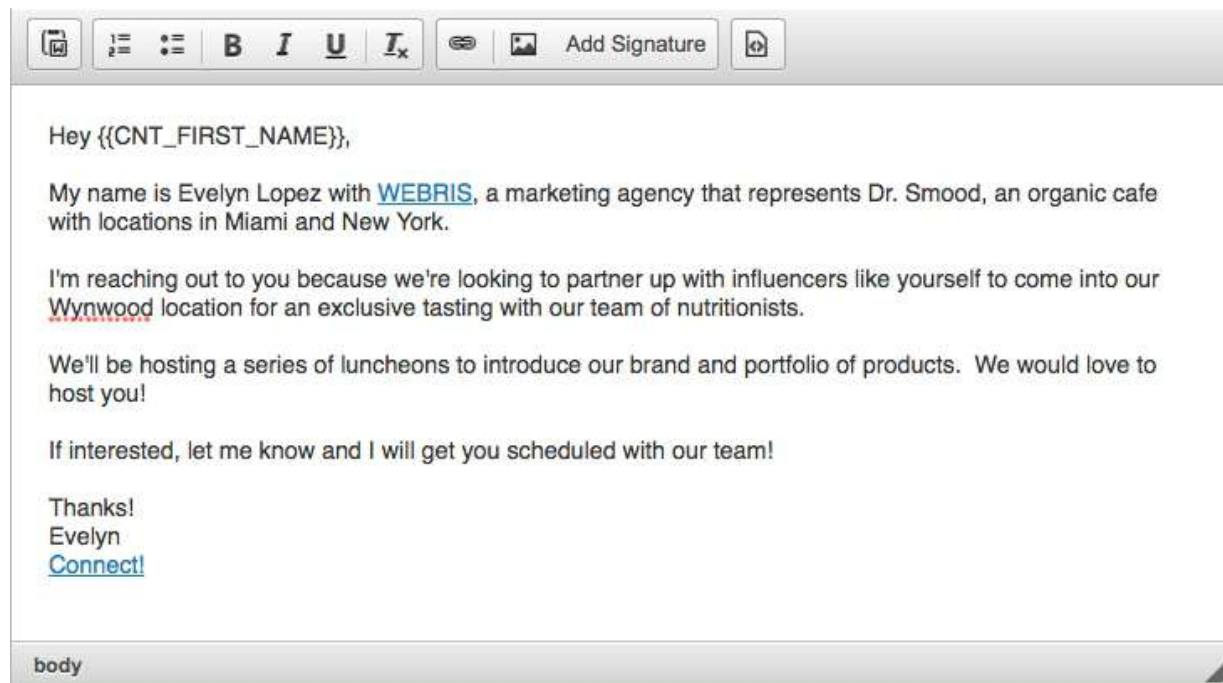 B I U Ix Add Signature
Hey {{CNT_FIRST_NAME}},
My name is Evelyn Lopez with WEBRIS, a marketing agency that represents Dr. Smood, an organic cafe
with locations in Miami and New York.
I'm reaching out to you because we're looking to partner up with influencers like yourself to come into our
Wynwood location for an exclusive tasting with our team of nutritionists.
We'll be hosting a series of luncheons to introduce our brand and portfolio of products.  We would love to
host you!
If interested, let me know and I will get you scheduled with our team!
Thanks!
Evelyn
Connect!
body